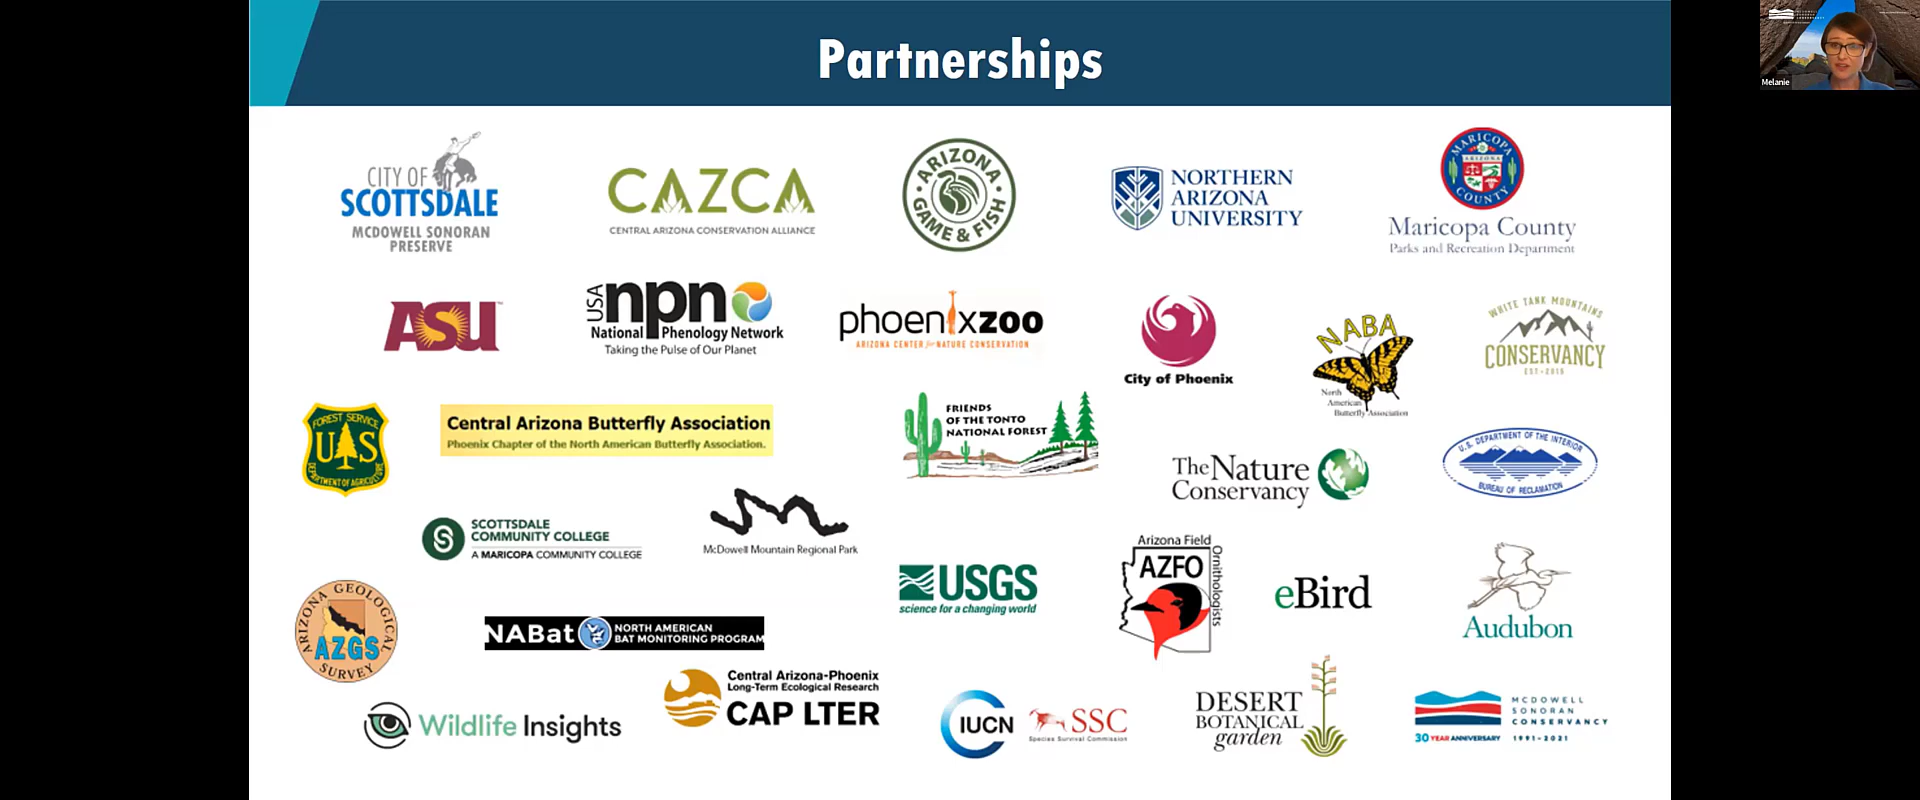 Partnerships
Melanie
CITY OF
SCOTTSDALE
MCDOWELL SONORAN
PRESERVE
CAZCA
CENTRAL ARIZONA CONSERVATION ALLIANCE
ARIZONA
GAME & FISH
NORTHERN
ARIZONA
UNIVERSITY
MARICOPA
ARIZONA
COUNTY
Maricopa County
Parks and Recreation Department
ASU
USA
npn
National Phenology Network
Taking the Pulse of Our Planet
phoenixzoo
ARIZONA CENTER for NATURE CONSERVATION
City of Phoenix
NABA
North
American
Butterfly Association
WHITE TANK MOUNTAINS
CONSERVANCY
EST-2016
FOREST SERVICE
UAS
DEPARTMENT OF AGRICULTURE
Central Arizona Butterfly Association
Phoenix Chapter of the North American Butterfly Association.
FRIENDS
OF THE TONTO
NATIONAL FOREST
The Nature
Conservancy
U.S. DEPARTMENT OF THE INTERIOR
BUREAU OF RECLAMATION
S
SCOTTSDALE
COMMUNITY COLLEGE
A MARICOPA COMMUNITY COLLEGE
McDowell Mountain Regional Park
USGS
science for a changing world
Arizona Field
Ornithologists
AZFO
eBird
Audubon
ARIZONA GEOLOGICAL
AZGS
SURVEY
NABat
NORTH AMERICAN
BAT MONITORING PROGRAM
Central Arizona-Phoenix
Long-Term Ecological Research
CAP LTER
Wildlife Insights
IUCN
SSC
Species Survival Commission
DESERT
BOTANICAL
garden
MCDOWELL
SONORAN
CONSERVANCY
30 YEAR ANNIVERSARY
1991-2021